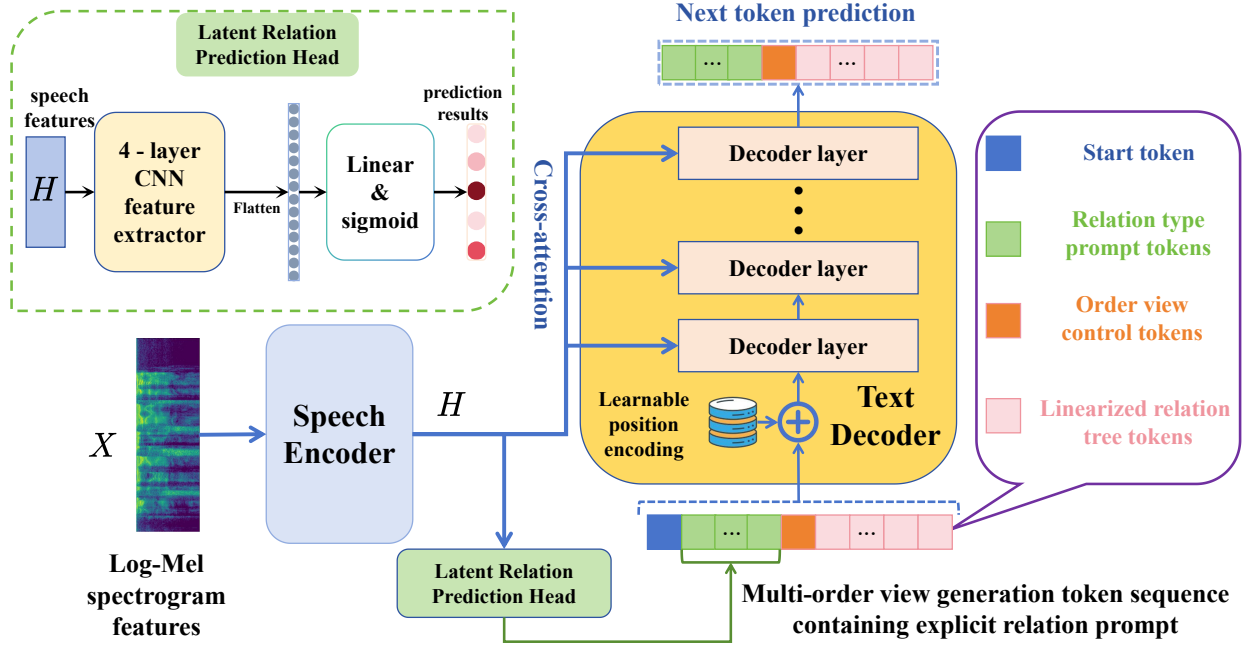 Latent Relation
Prediction Head
speech
features
H
4 - layer
CNN
feature
extractor
Flatten
Linear
&
sigmoid
prediction
results
X
Log-Mel
spectrogram
features
Speech
Encoder
H
Latent Relation
Prediction Head
Cross-attention
Next token prediction
...
...
Decoder layer
Decoder layer
Decoder layer
Learnable
position
encoding
Text
Decoder
...
...
Multi-order view generation token sequence
containing explicit relation prompt
Start token
Relation type
prompt tokens
Order view
control tokens
Linearized relation
tree tokens